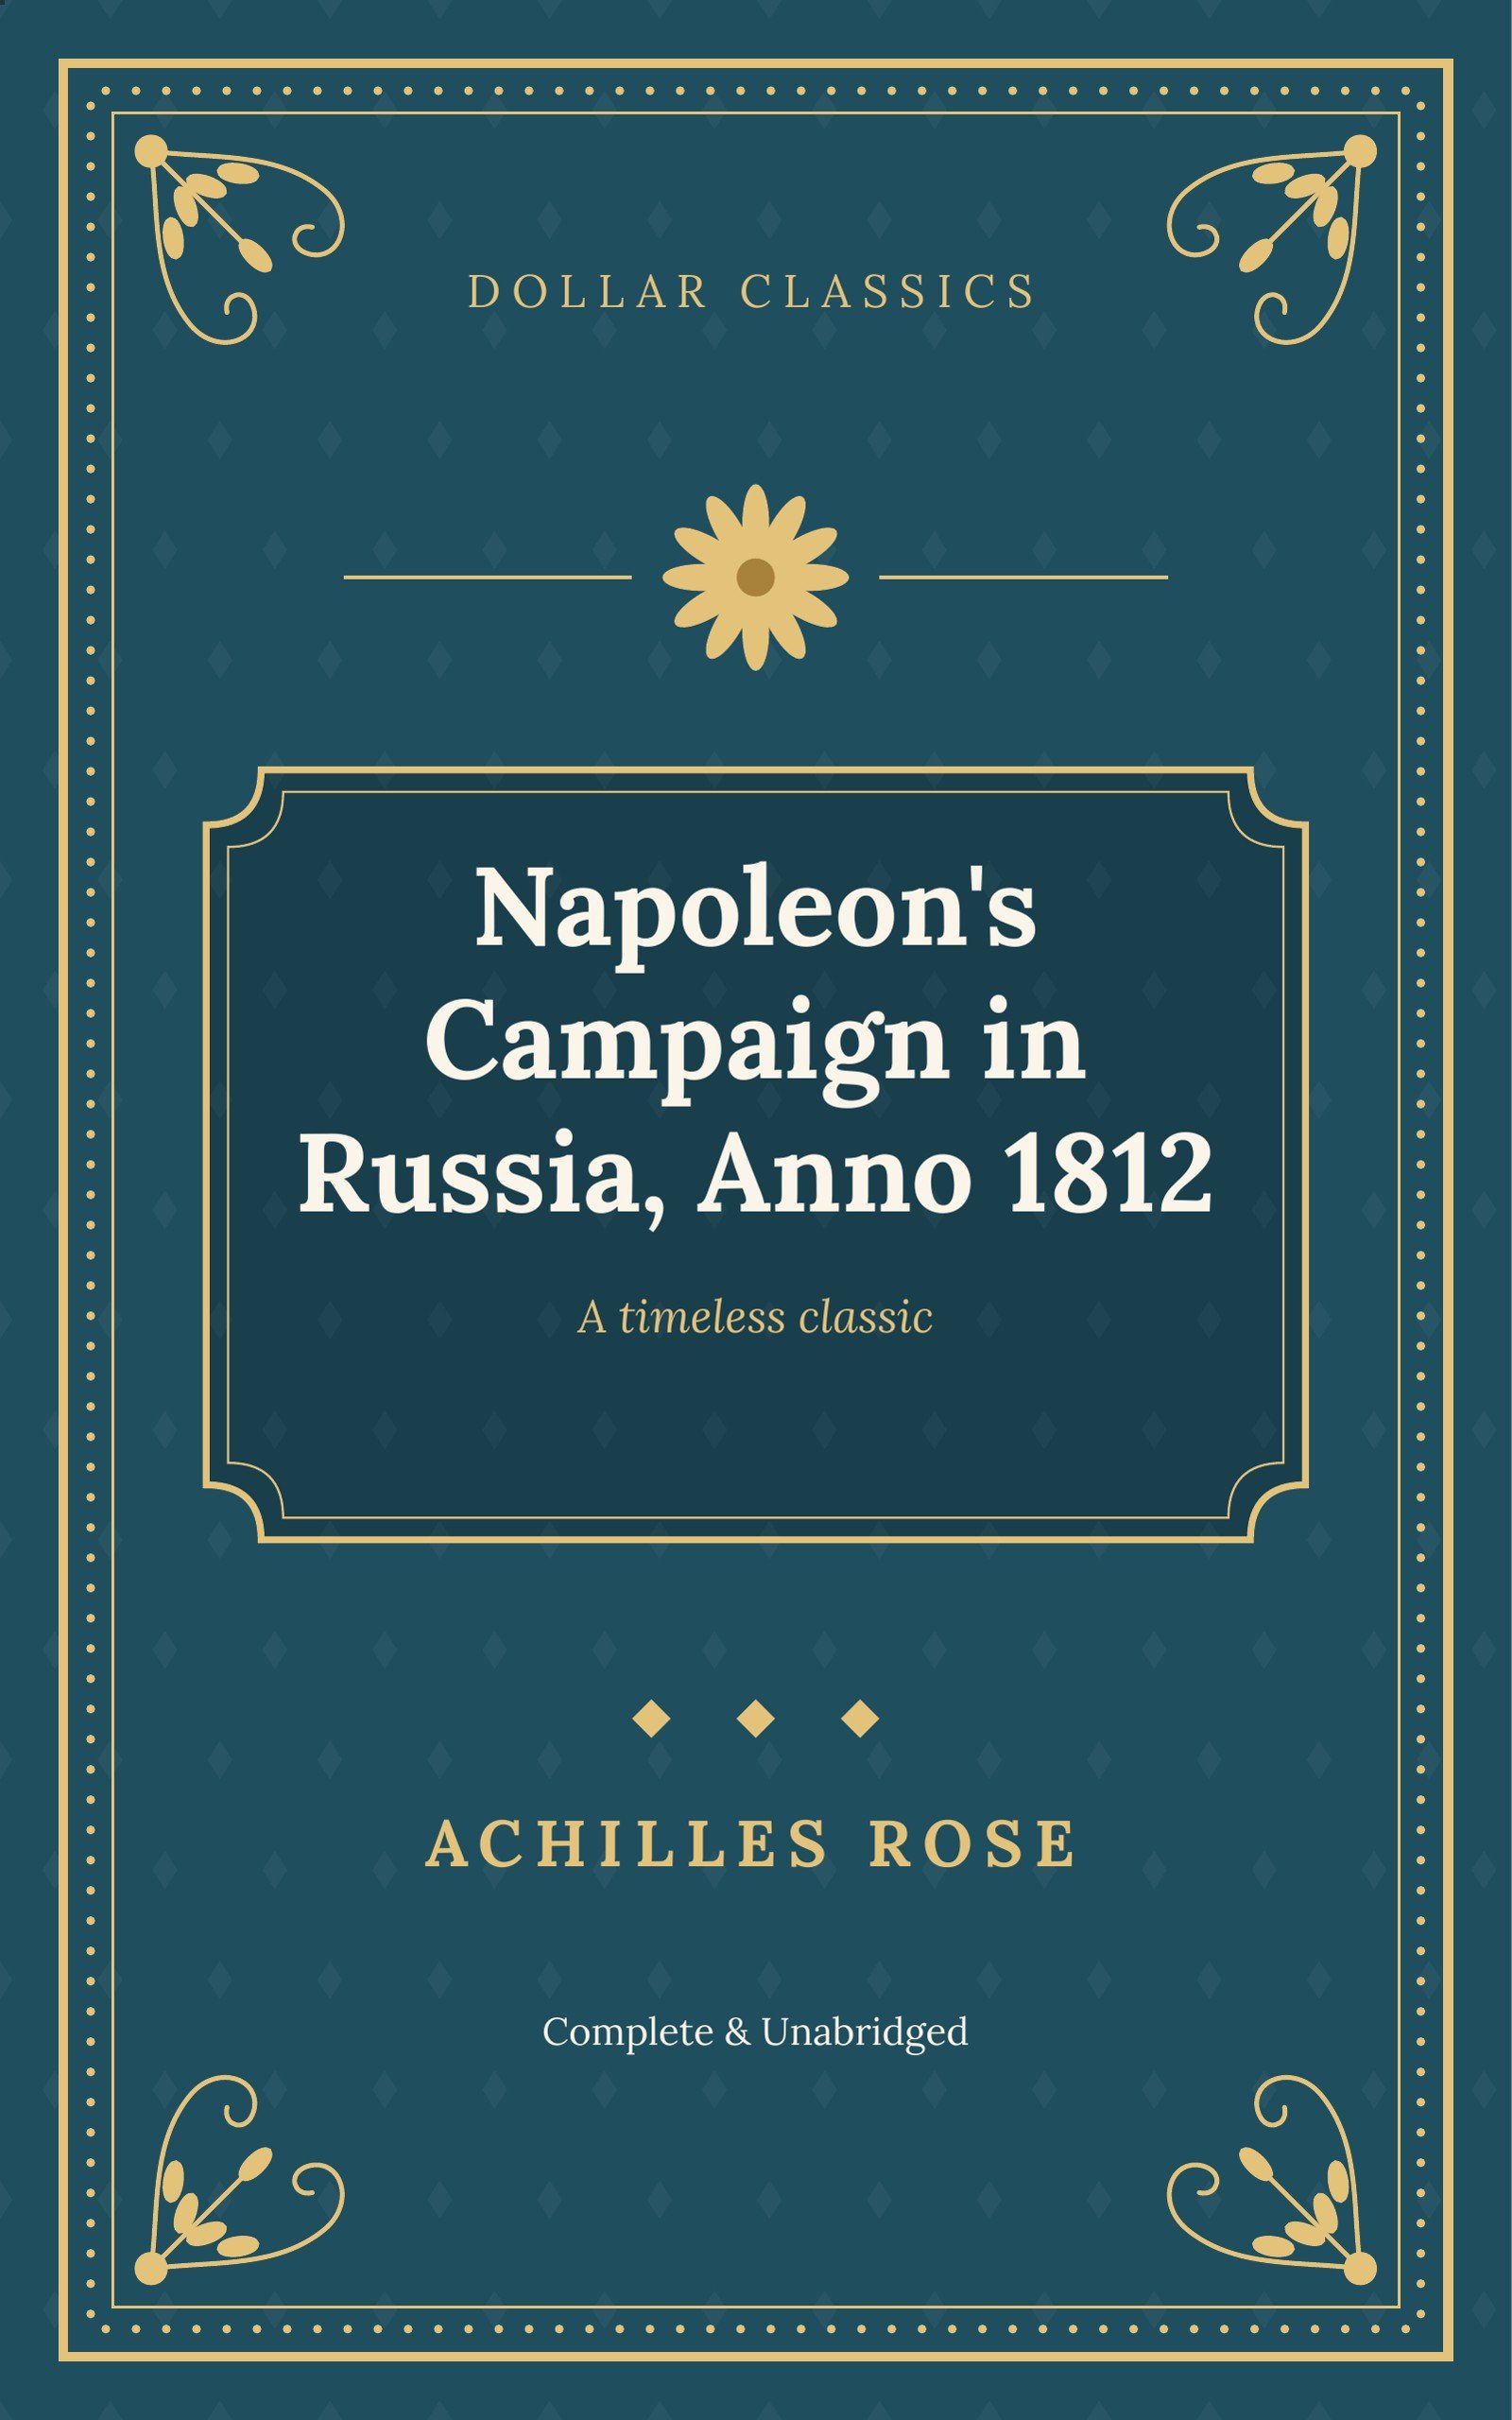 DOLLAR CLASSICS
Napoleon's
Campaign in
Russia, Anno 1812
A timeless classic
ACHILLES ROSE
Complete & Unabridged